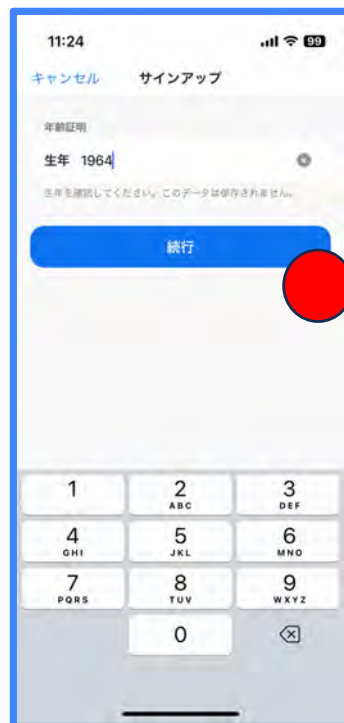 11:24 99
キャンセル サインアップ
年齢証明
生年 1964
生年を確認してください。このデータは保存されません。
続行
1 2 3
ABC DEF
4 5 6
GHI JKL MNO
7 8 9
PQRS TUV WXYZ
0